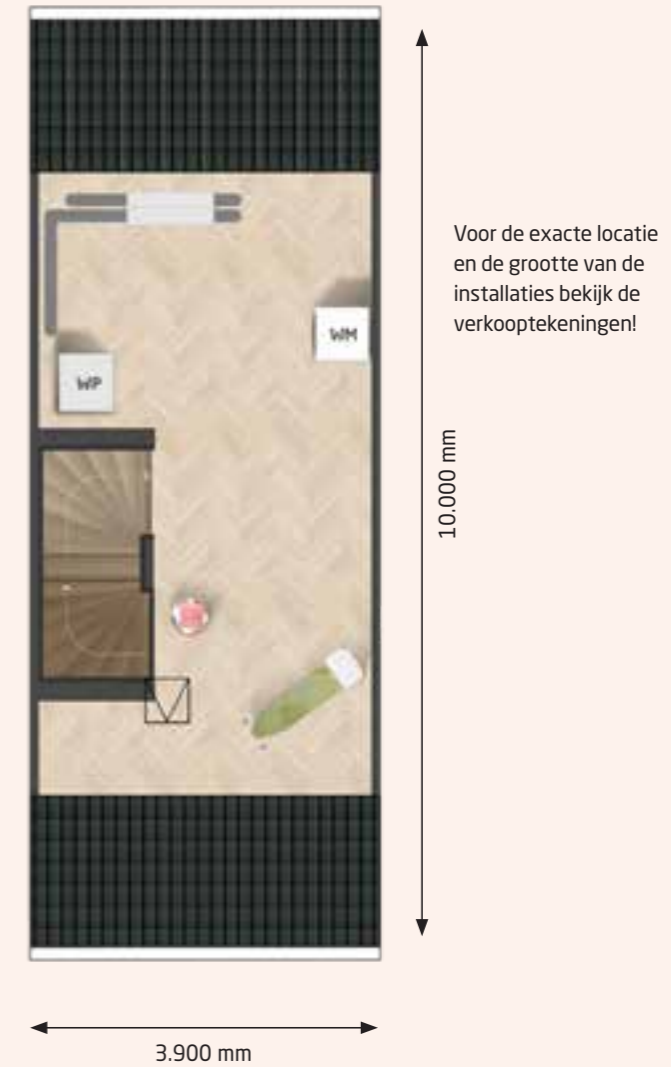 Voor de exacte locatie
en de grootte van de
installaties bekijk de
verkooptekeningen!
WM
WP
10.000 mm
3.900 mm